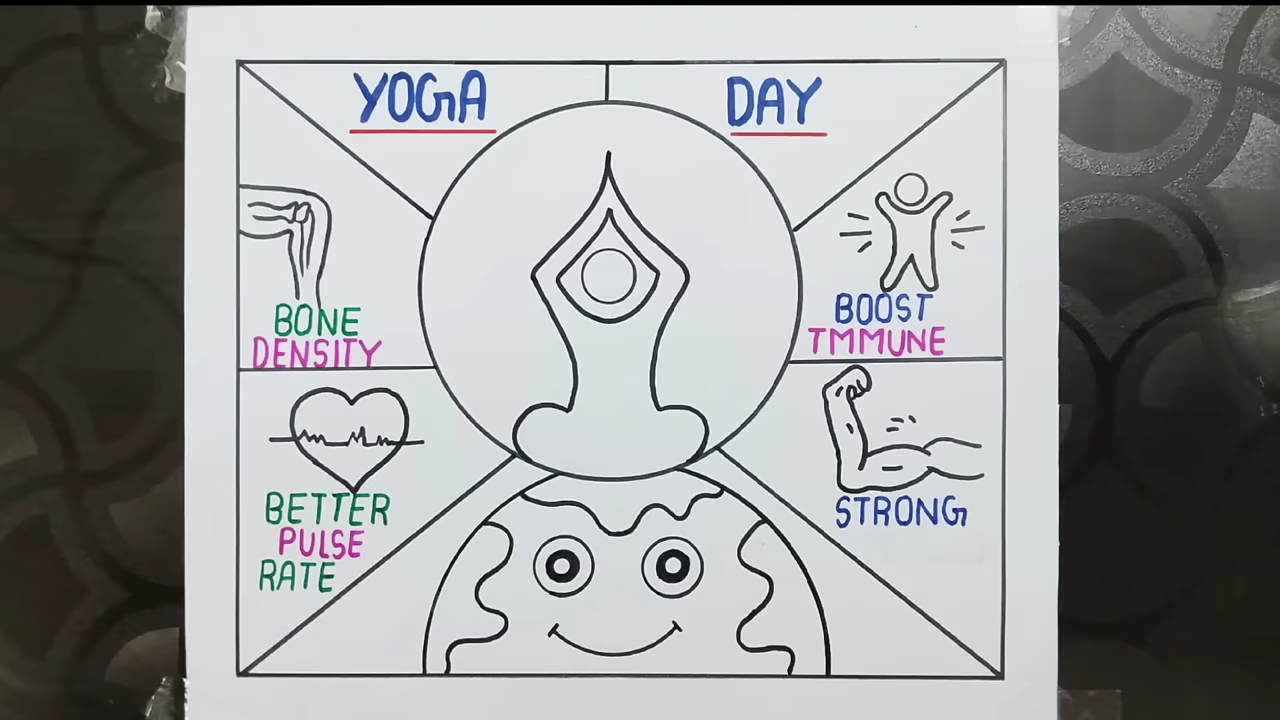 YOGA DAY
BONE
DENSITY
BOOST
TMMUNE
BETTER
PULSE
RATE
STRONG